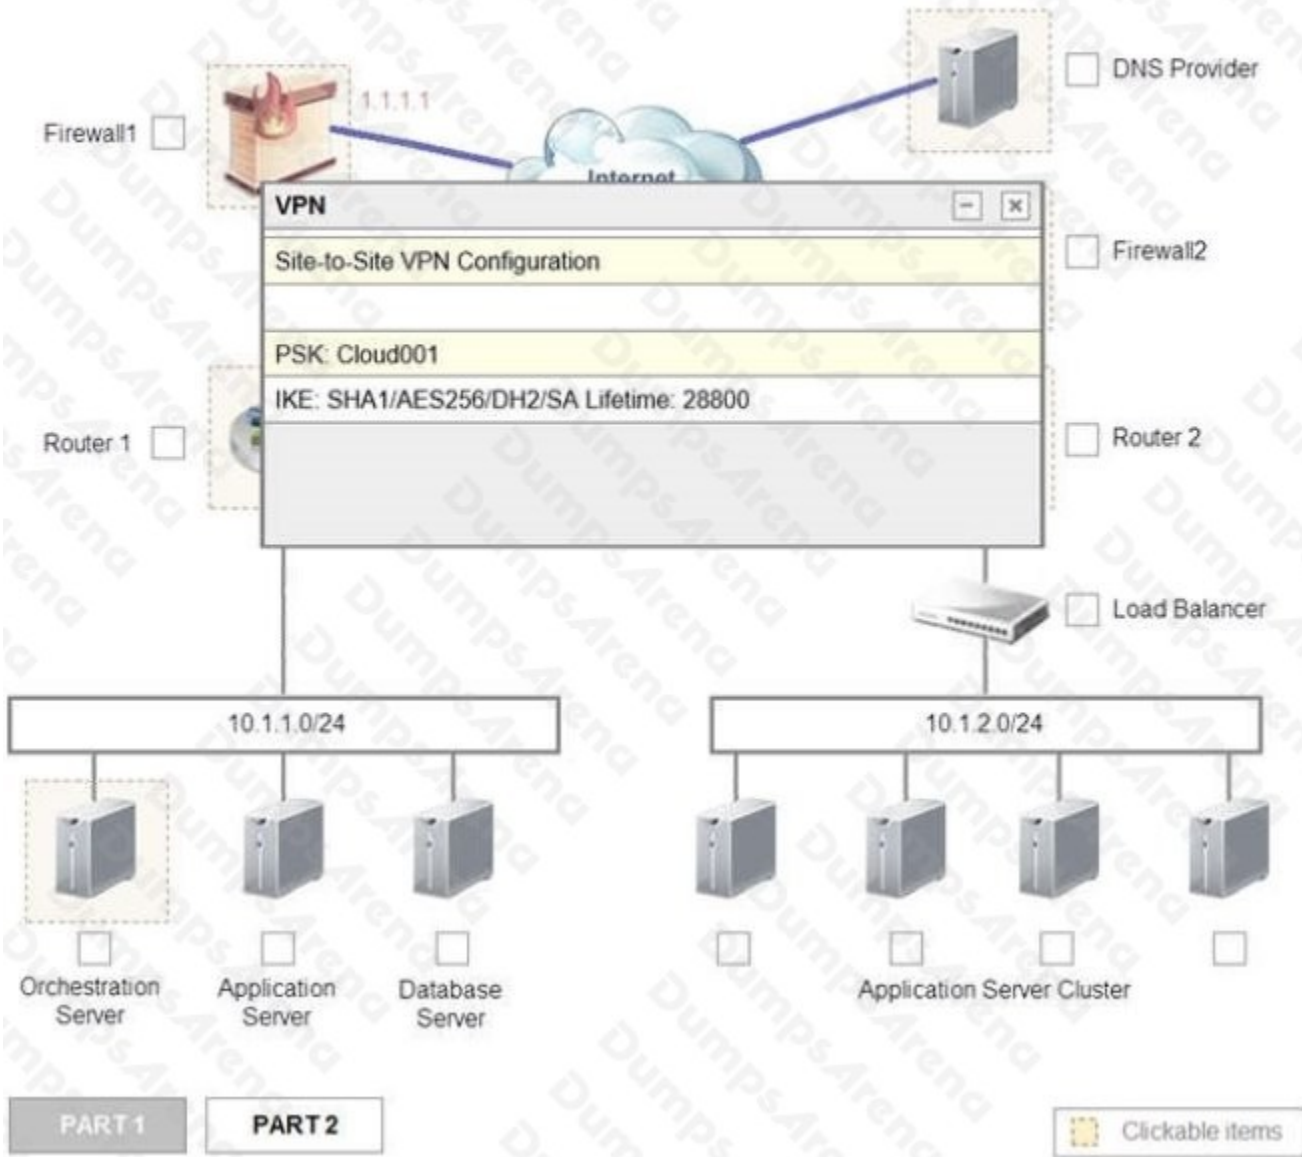 DNS Provider
1.1.1.1
Firewall1
Internet
VPN
Site-to-Site VPN Configuration
Firewall2
PSK: Cloud001
IKE: SHA1/AES256/DH2/SA Lifetime: 28800
Router 1
Router 2
Load Balancer
10.1.1.0/24
10.1.2.0/24
Orchestration
Server
Application
Server
Database
Server
Application Server Cluster
PART 1
PART 2
Clickable items
DumpsArena